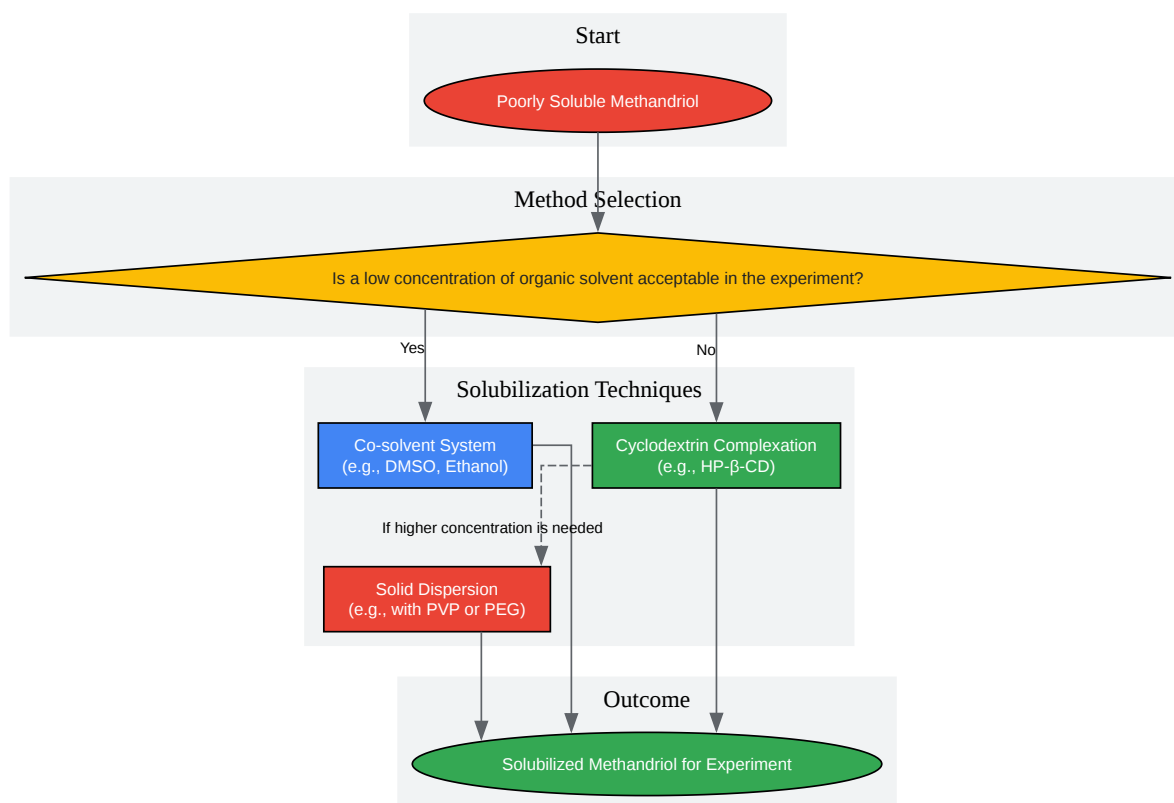 Start
Poorly Soluble Methandriol
Method Selection
Is a low concentration of organic solvent acceptable in the experiment?
Yes
No
Solubilization Techniques
Co-solvent System
(e.g., DMSO, Ethanol)
Cyclodextrin Complexation
(e.g., HP-β-CD)
If higher concentration is needed
Solid Dispersion
(e.g., with PVP or PEG)
Outcome
Solubilized Methandriol for Experiment